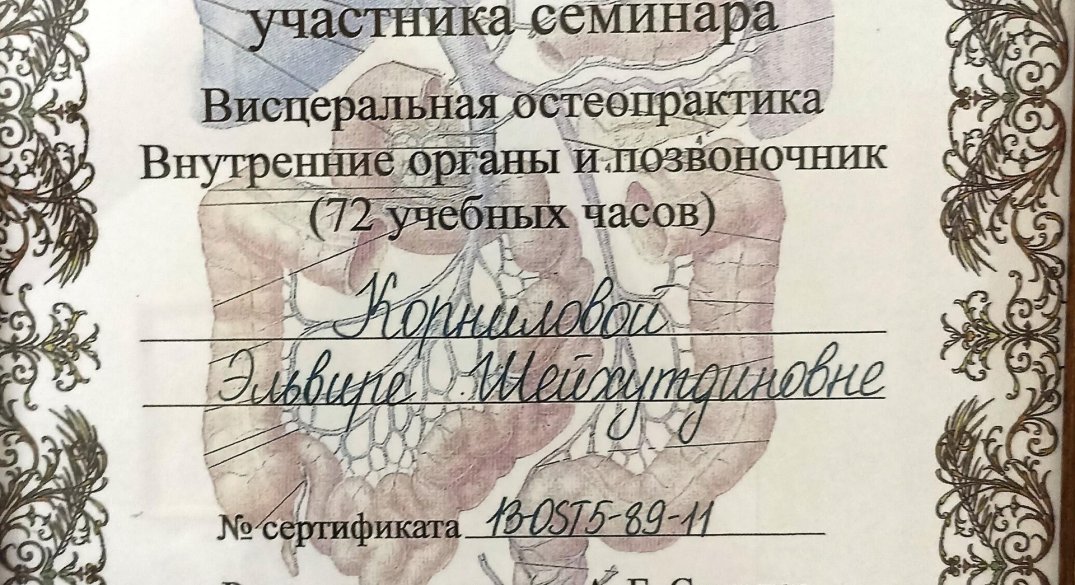 участника семинара
Висцеральная остеопрактика
Внутренние органы и позвоночник
(72 учебных часов)
Корниловой
Эльвире Шейхутдиновне
№ сертификата 13-OST5-89-11